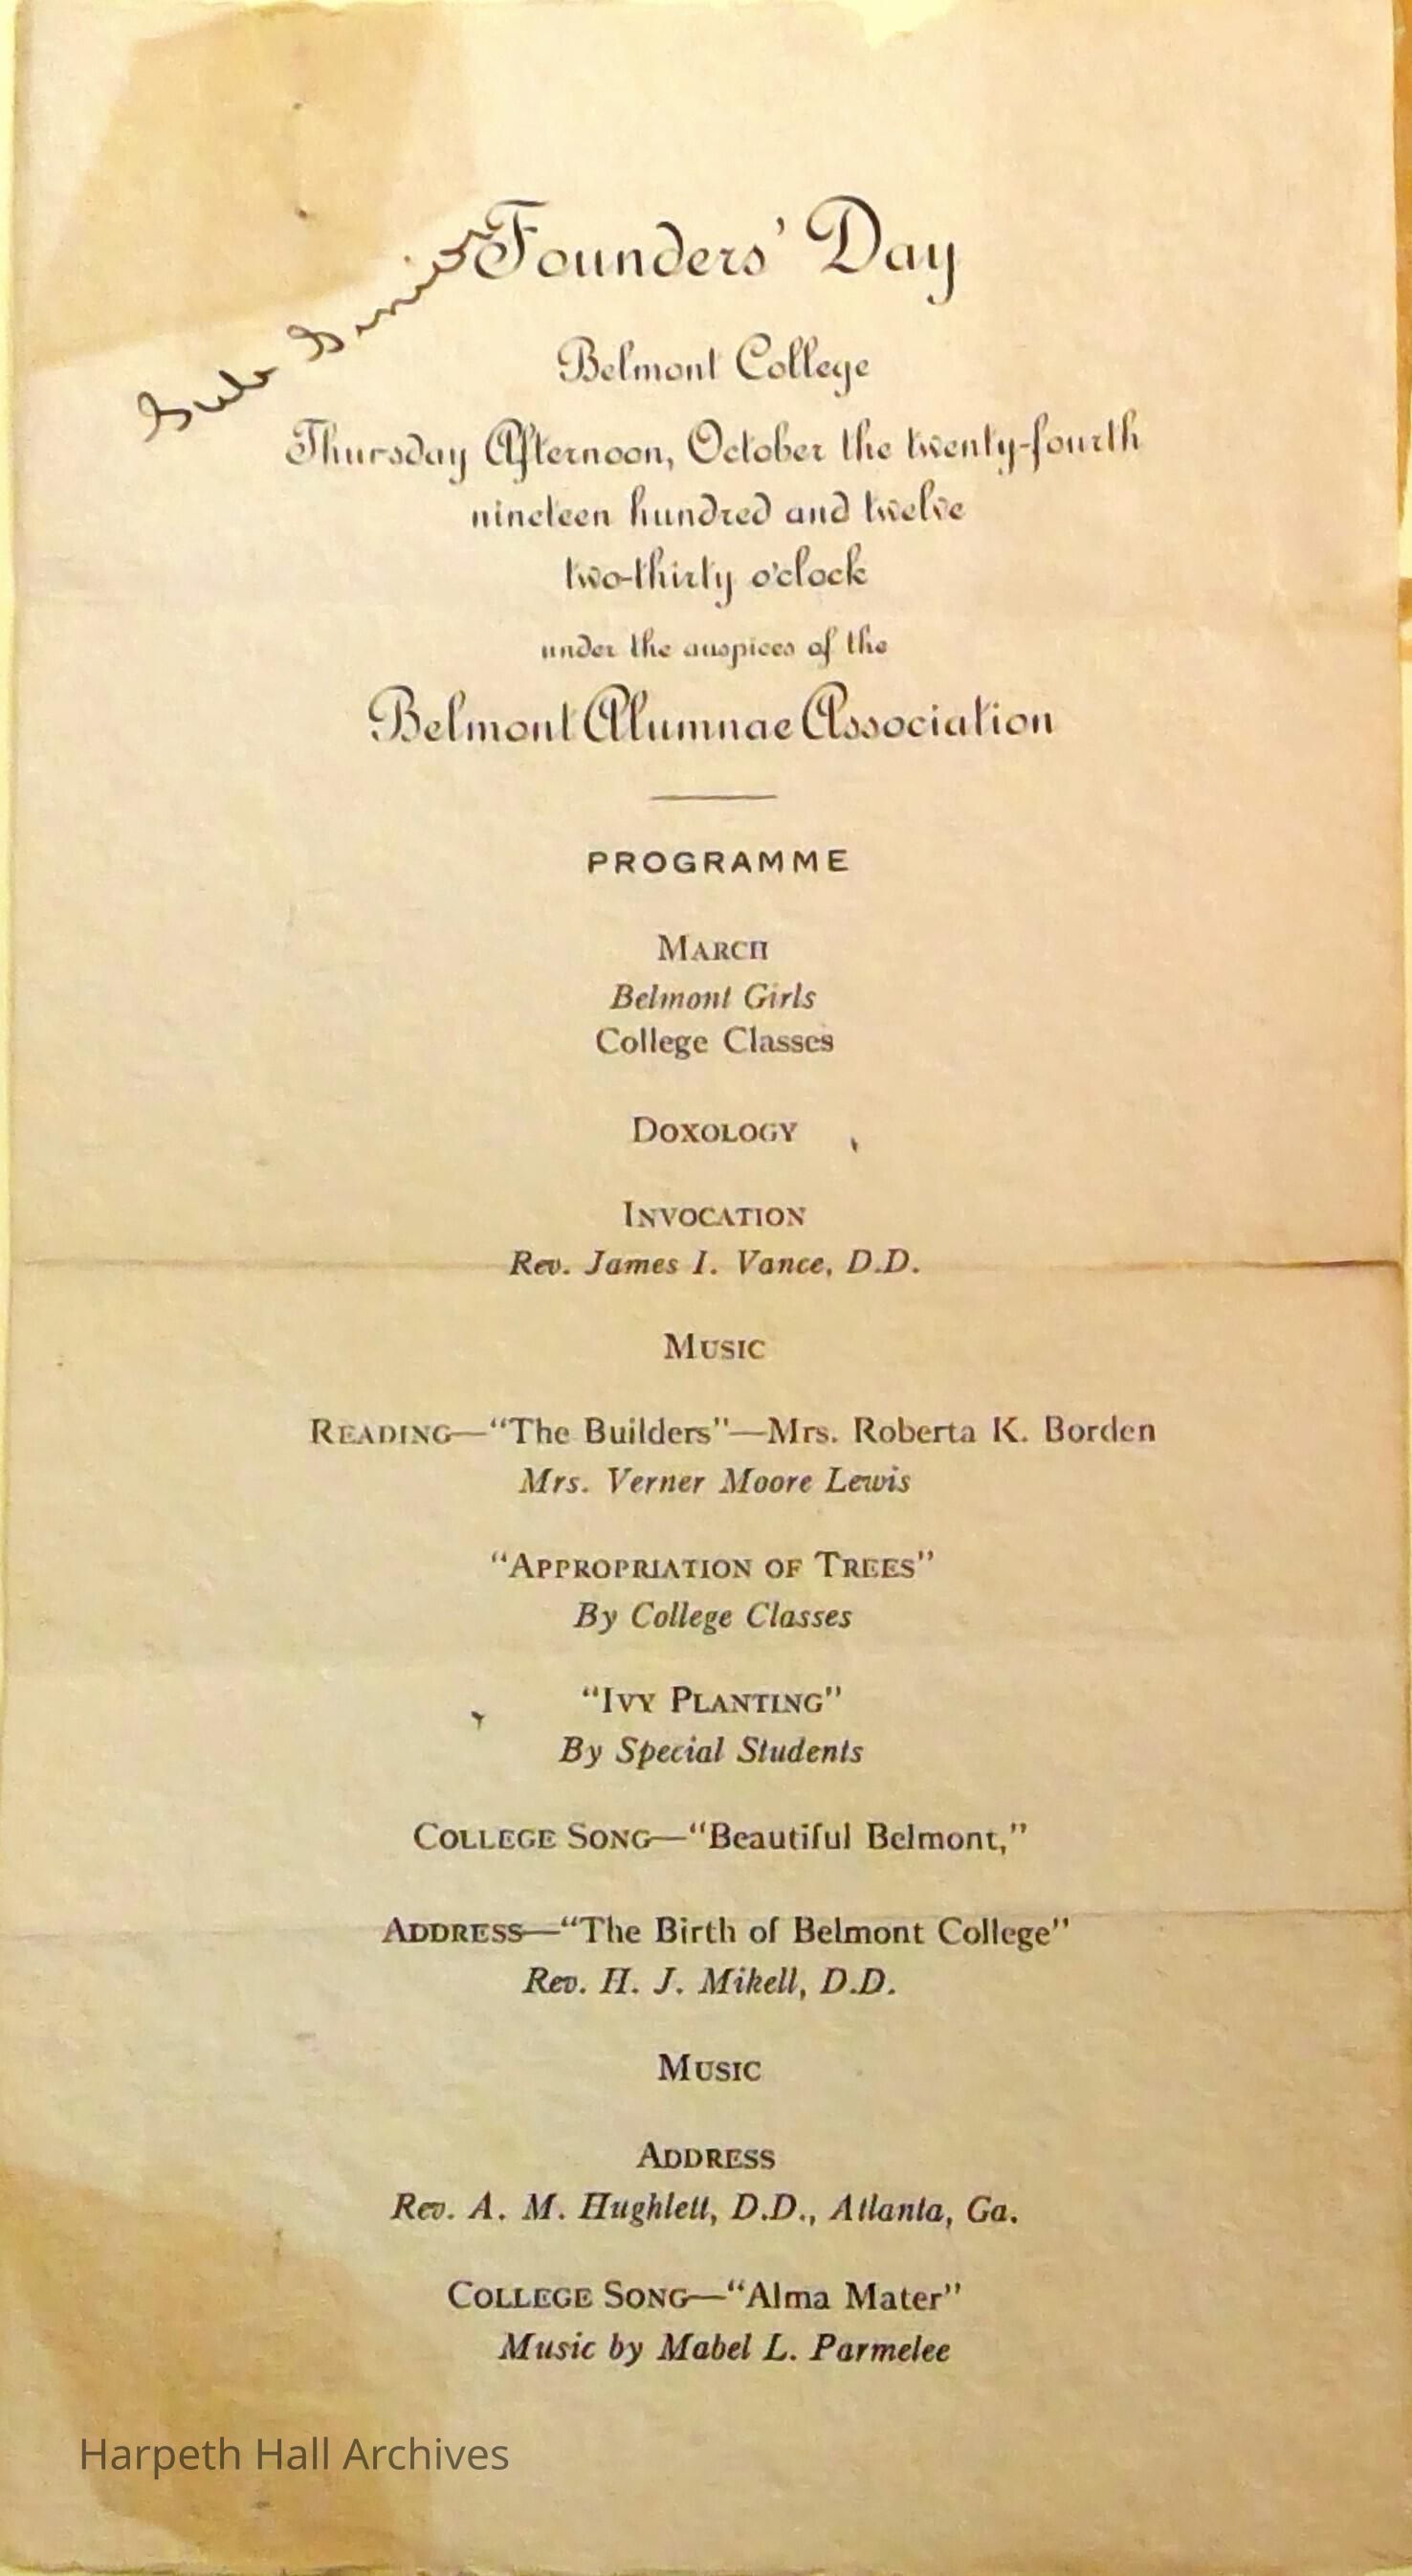 Founders' Day
Sub Senior
Belmont College
Thursday Afternoon, October the twenty-fourth
nineteen hundred and twelve
two-thirty o'clock
under the auspices of the
Belmont Alumnae Association
PROGRAMME
MARCH
Belmont Girls
College Classes
DOXOLOGY
INVOCATION
Rev. James I. Vance, D.D.
MUSIC
READING—"The Builders"—Mrs. Roberta K. Borden
Mrs. Verner Moore Lewis
"APPROPRIATION OF TREES"
By College Classes
"IVY PLANTING"
By Special Students
COLLEGE SONG—"Beautiful Belmont,"
ADDRESS—"The Birth of Belmont College"
Rev. H. J. Mikell, D.D.
MUSIC
ADDRESS
Rev. A. M. Hughlett, D.D., Atlanta, Ga.
COLLEGE SONG—"Alma Mater"
Music by Mabel L. Parmelee
Harpeth Hall Archives